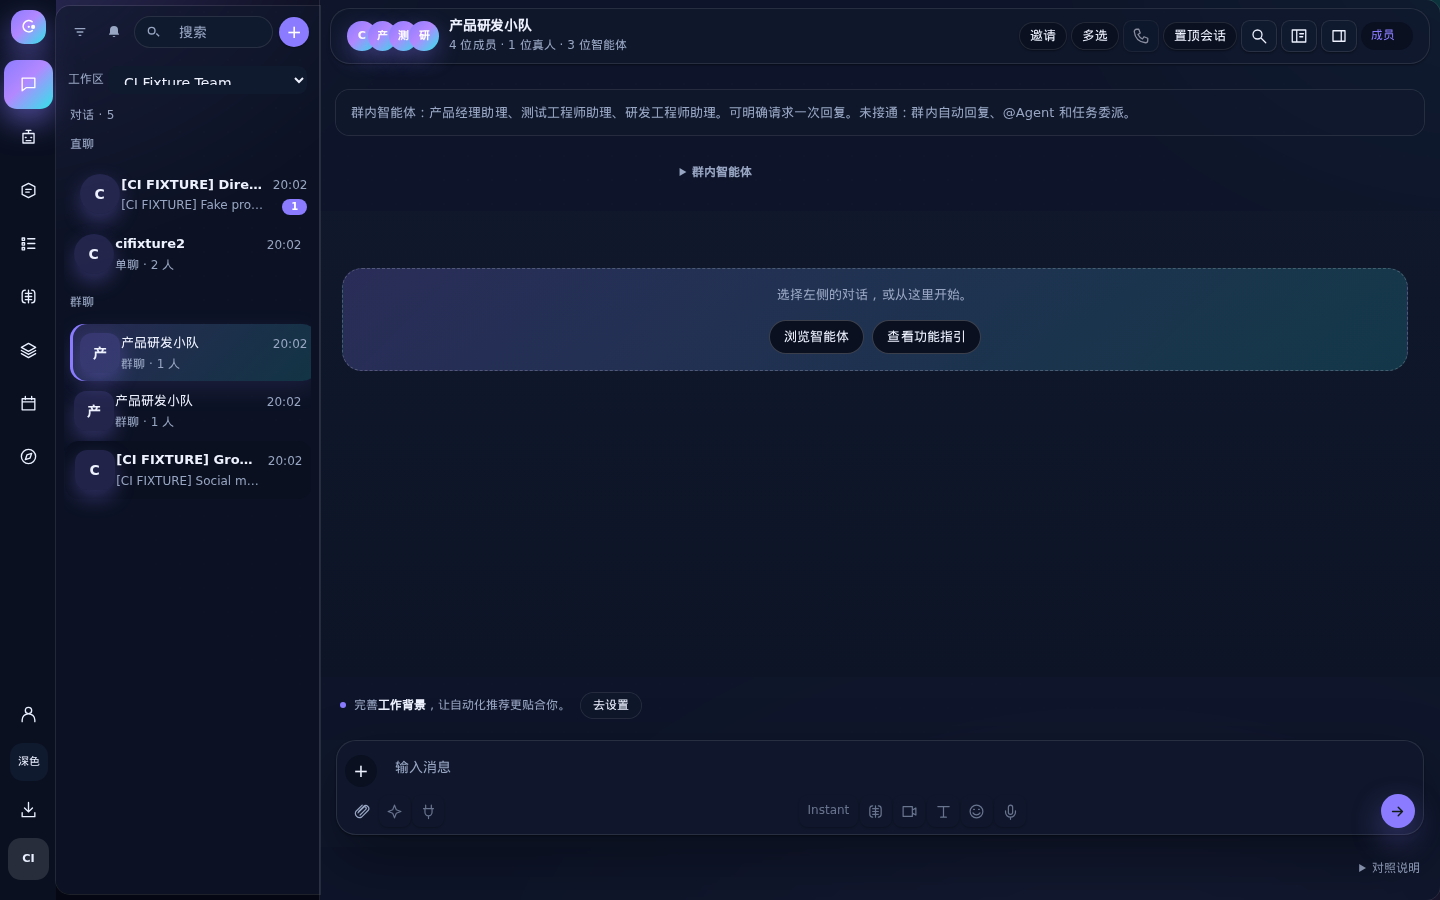 搜索
工作区
CI Fixture Team
对话 · 5
直聊
C
[CI FIXTURE] Dire…
20:02
[CI FIXTURE] Fake pro…
1
C
cifixture2
20:02
单聊 · 2 人
群聊
产
产品研发小队
20:02
群聊 · 1 人
产
产品研发小队
20:02
群聊 · 1 人
C
[CI FIXTURE] Gro…
20:02
[CI FIXTURE] Social m…
深色
CI
C 产 测 研
产品研发小队
4 位成员 · 1 位真人 · 3 位智能体
邀请
多选
置顶会话
成员
群内智能体：产品经理助理、测试工程师助理、研发工程师助理。可明确请求一次回复。未接通：群内自动回复、@Agent 和任务委派。
▶ 群内智能体
选择左侧的对话，或从这里开始。
浏览智能体
查看功能指引
完善工作背景，让自动化推荐更贴合你。
去设置
输入消息
Instant
▶ 对照说明